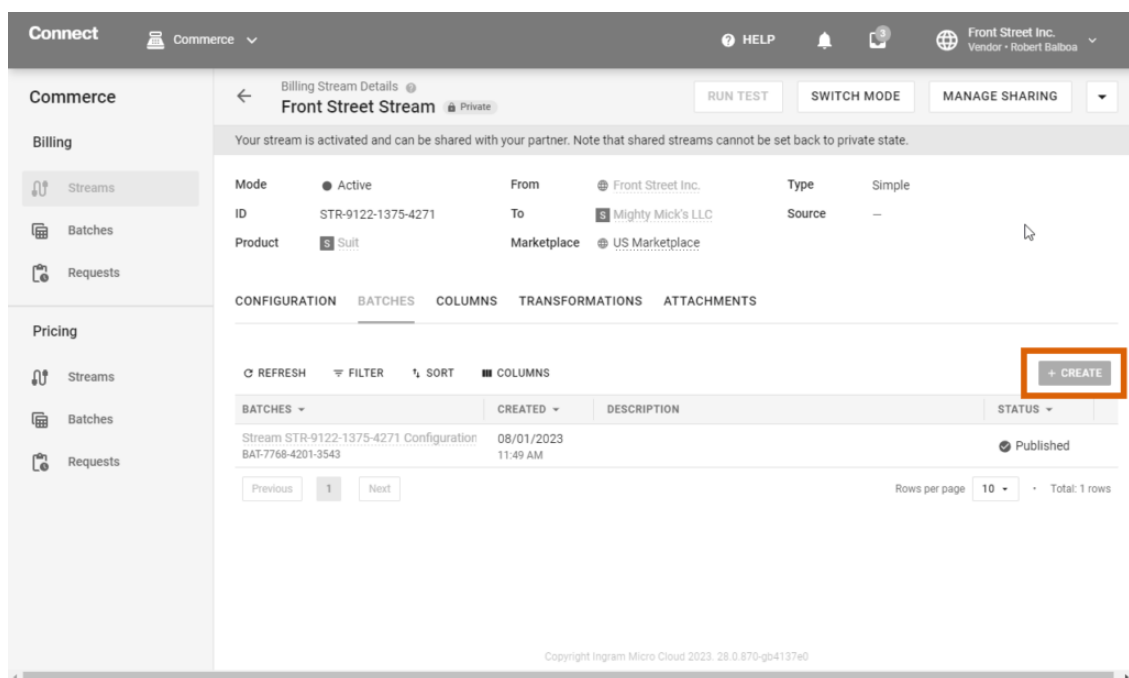 Connect
Commerce
HELP
3
Front Street Inc.
Vendor • Robert Balboa
Commerce
Billing
Streams
Batches
Requests
Pricing
Streams
Batches
Requests
Billing Stream Details
Front Street Stream Private
RUN TEST SWITCH MODE MANAGE SHARING
Your stream is activated and can be shared with your partner. Note that shared streams cannot be set back to private state.
Mode Active From Front Street Inc. Type Simple
ID STR-9122-1375-4271 To S Mighty Mick's LLC Source –
Product S Suit Marketplace US Marketplace
CONFIGURATION BATCHES COLUMNS TRANSFORMATIONS ATTACHMENTS
REFRESH FILTER SORT COLUMNS + CREATE
BATCHES CREATED DESCRIPTION STATUS
Stream STR-9122-1375-4271 Configuration 08/01/2023 Published
BAT-7768-4201-3543 11:49 AM
Previous 1 Next Rows per page 10 • Total: 1 rows
Copyright Ingram Micro Cloud 2023. 28.0.870-gb4137e0